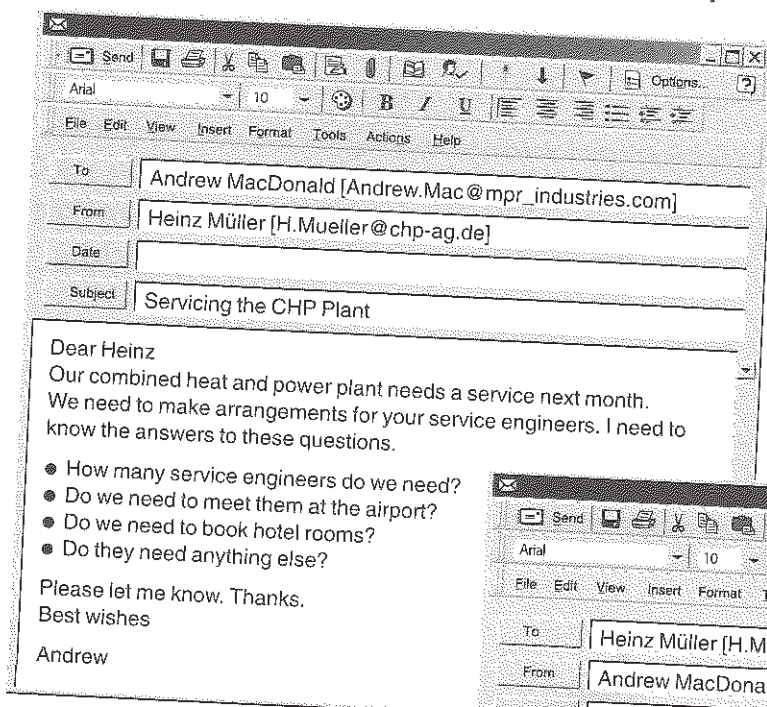 Send
Options...
Arial 10 B I U
File Edit View Insert Format Tools Actions Help
To Andrew MacDonald [Andrew.Mac@mpr_industries.com]
From Heinz Müller [H.Mueller@chp-ag.de]
Date
Subject Servicing the CHP Plant
Dear Heinz
Our combined heat and power plant needs a service next month.
We need to make arrangements for your service engineers. I need to
know the answers to these questions.
● How many service engineers do we need?
● Do we need to meet them at the airport?
● Do we need to book hotel rooms?
● Do they need anything else?
Please let me know. Thanks.
Best wishes
Andrew
Send
Arial 10
File Edit View Insert Format
To Heinz Müller [H.M
From Andrew MacDona